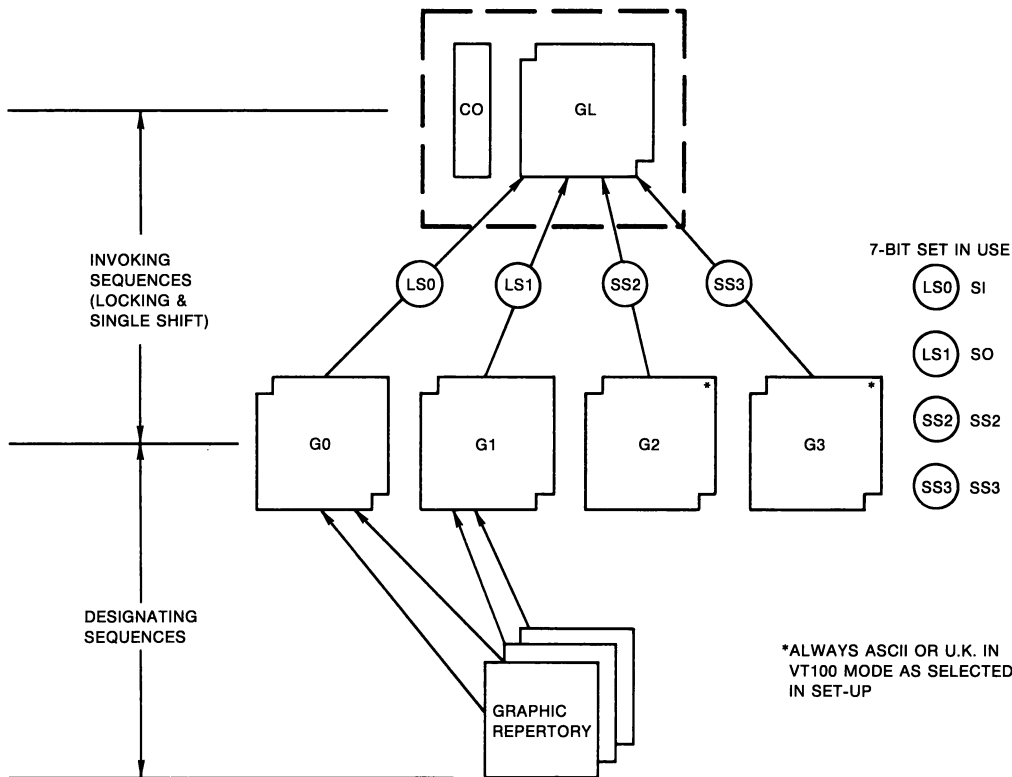 CO
GL
INVOKING
SEQUENCES
(LOCKING &
SINGLE SHIFT)
LS0
LS1
SS2
SS3
7-BIT SET IN USE
LS0 SI
LS1 SO
SS2 SS2
SS3 SS3
G0
G1
*
G2
*
G3
DESIGNATING
SEQUENCES
GRAPHIC
REPERTORY
*ALWAYS ASCII OR U.K. IN
VT100 MODE AS SELECTED
IN SET-UP